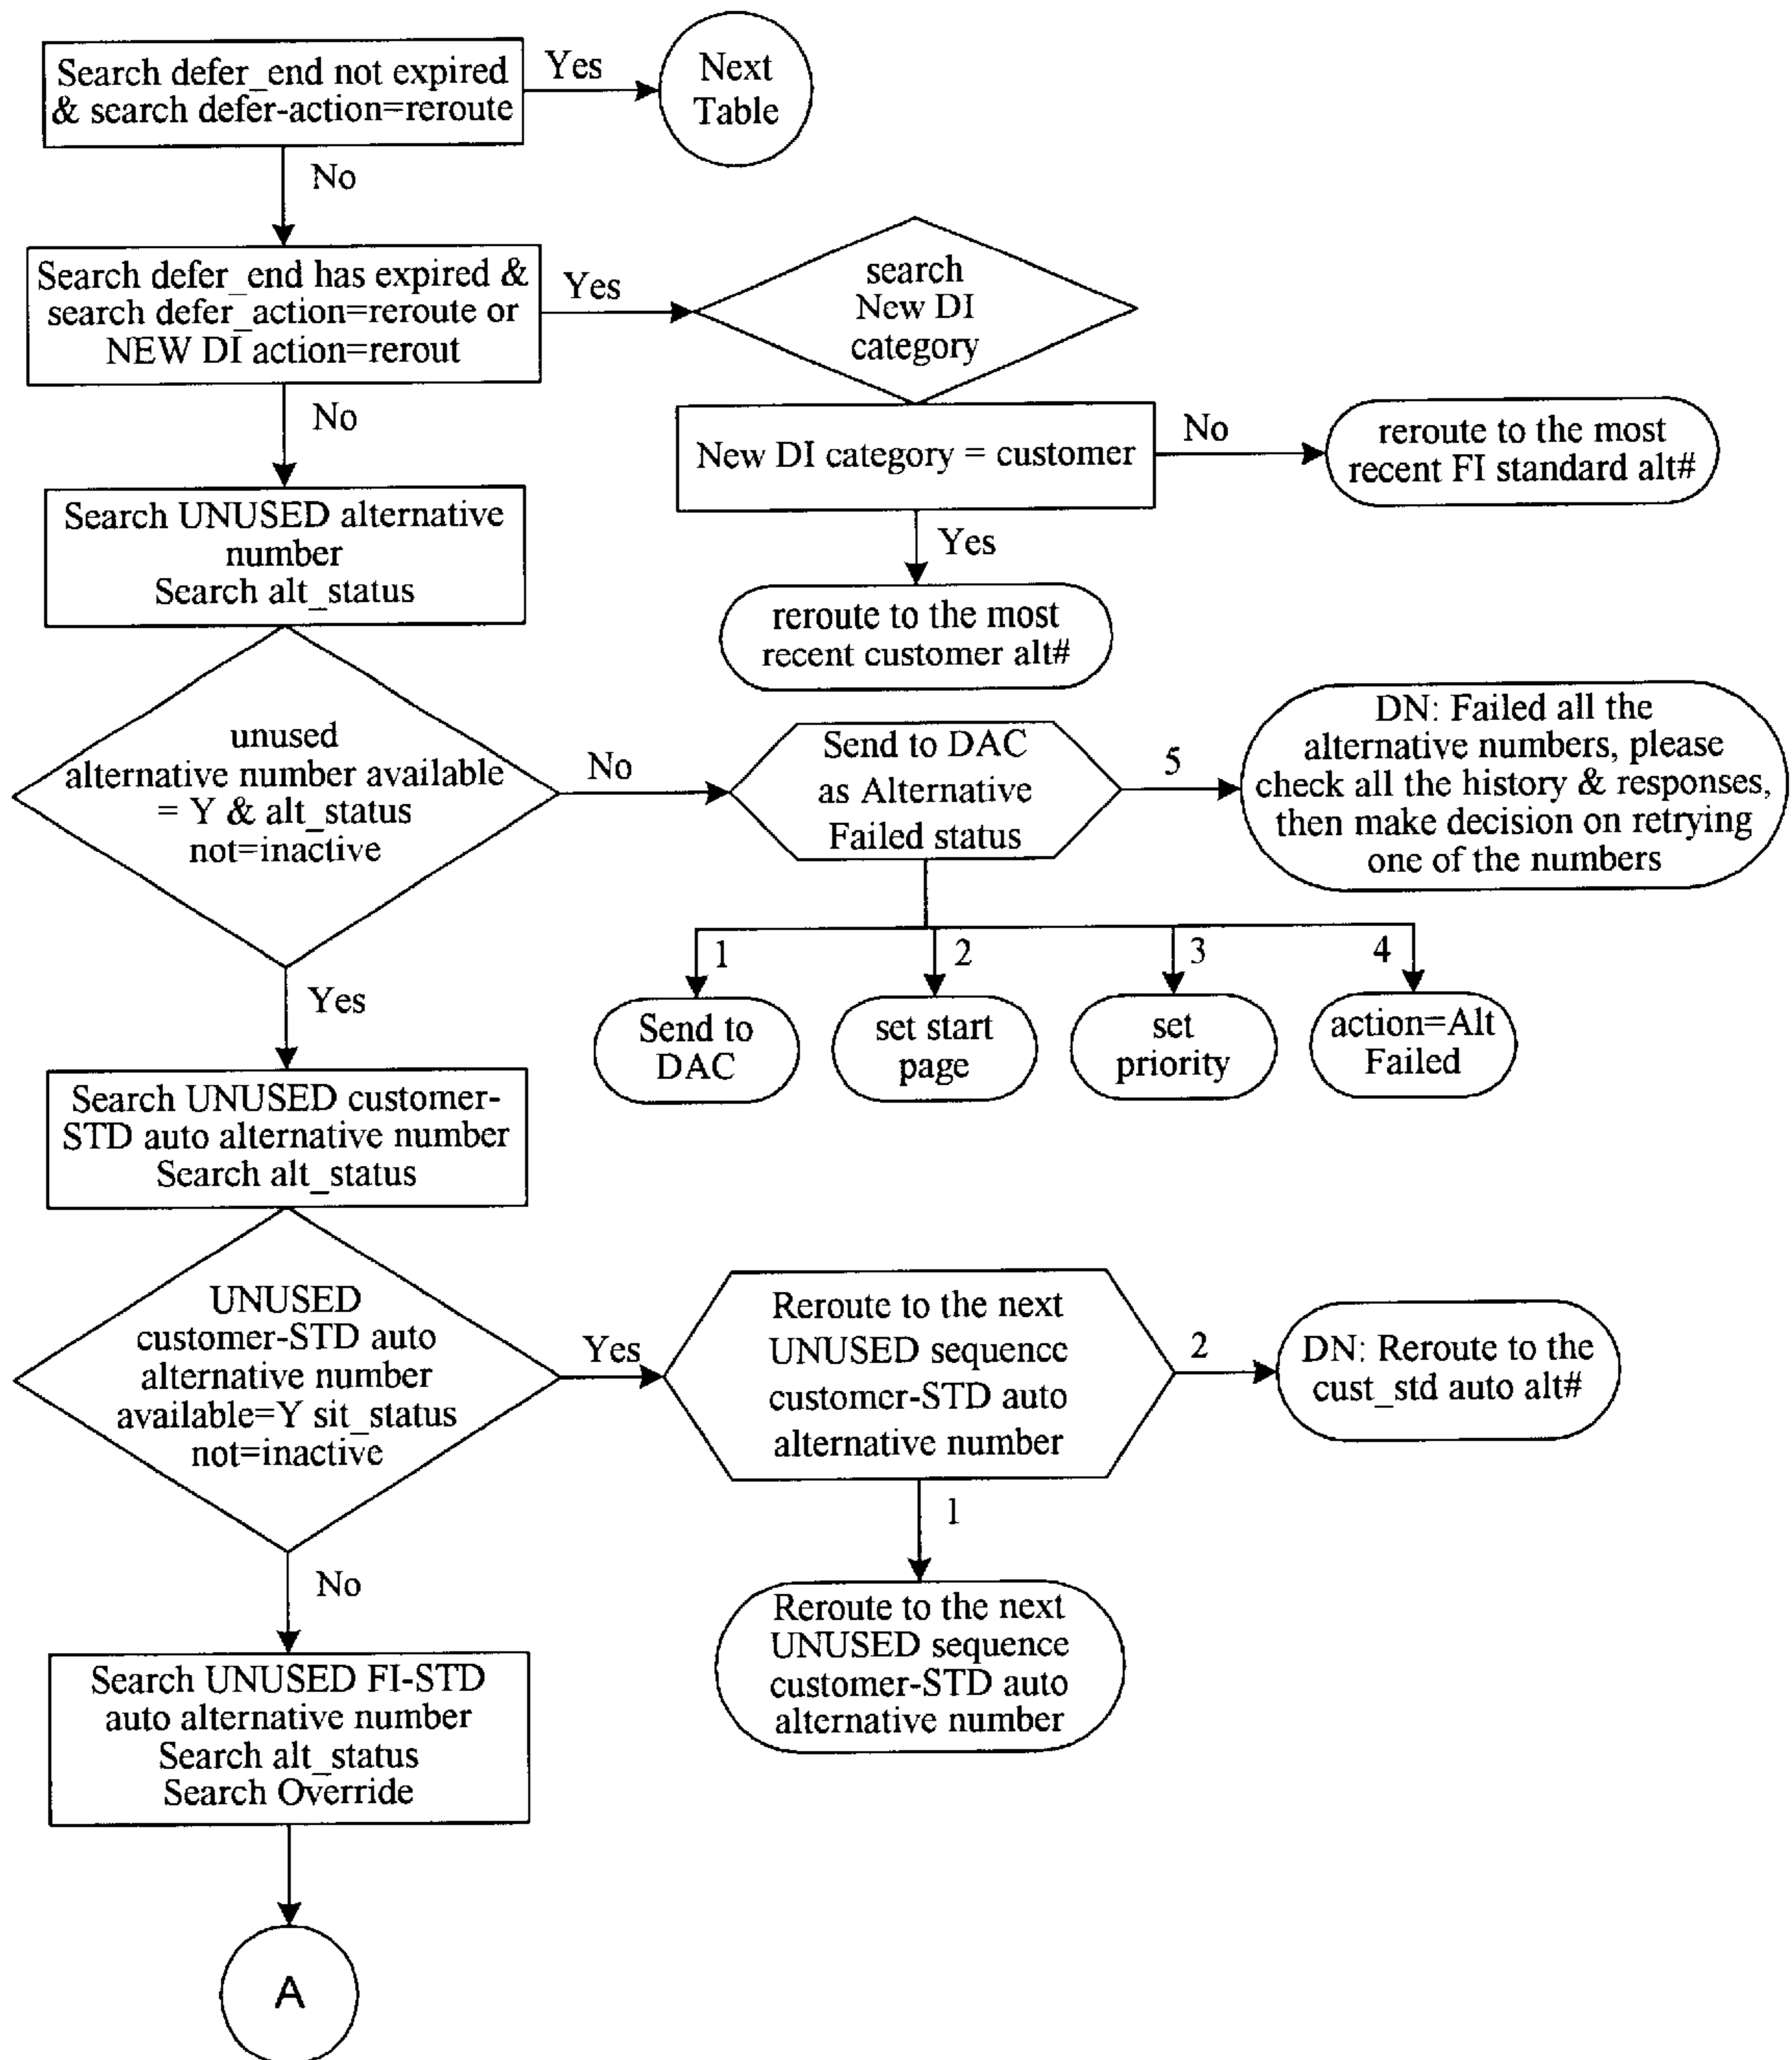 Search defer_end not expired
& search defer-action=reroute
Yes
Next
Table
No
Search defer_end has expired &
search defer_action=reroute or
NEW DI action=rerout
Yes
search
New DI
category
No
New DI category = customer
No
reroute to the most
recent FI standard alt#
Yes
reroute to the most
recent customer alt#
Search UNUSED alternative
number
Search alt_status
unused
alternative number available
= Y & alt_status
not=inactive
No
Send to DAC
as Alternative
Failed status
5
DN: Failed all the
alternative numbers, please
check all the history & responses,
then make decision on retrying
one of the numbers
1
2
3
4
Send to
DAC
set start
page
set
priority
action=Alt
Failed
Yes
Search UNUSED customer-
STD auto alternative number
Search alt_status
UNUSED
customer-STD auto
alternative number
available=Y sit_status
not=inactive
Yes
Reroute to the next
UNUSED sequence
customer-STD auto
alternative number
2
DN: Reroute to the
cust_std auto alt#
1
Reroute to the next
UNUSED sequence
customer-STD auto
alternative number
No
Search UNUSED FI-STD
auto alternative number
Search alt_status
Search Override
A